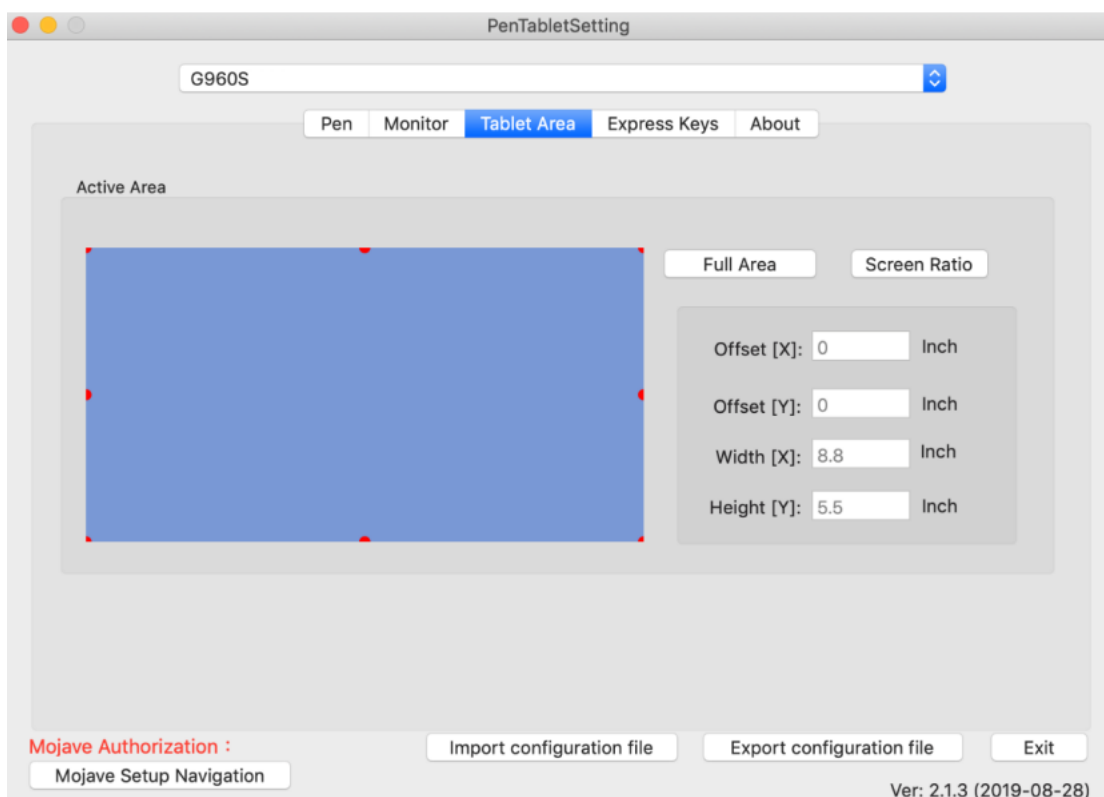 PenTabletSetting
G960S
Pen Monitor Tablet Area Express Keys About
Active Area
Full Area Screen Ratio
Offset [X]: 0 Inch
Offset [Y]: 0 Inch
Width [X]: 8.8 Inch
Height [Y]: 5.5 Inch
Mojave Authorization：
Import configuration file Export configuration file Exit
Mojave Setup Navigation
Ver: 2.1.3 (2019-08-28)